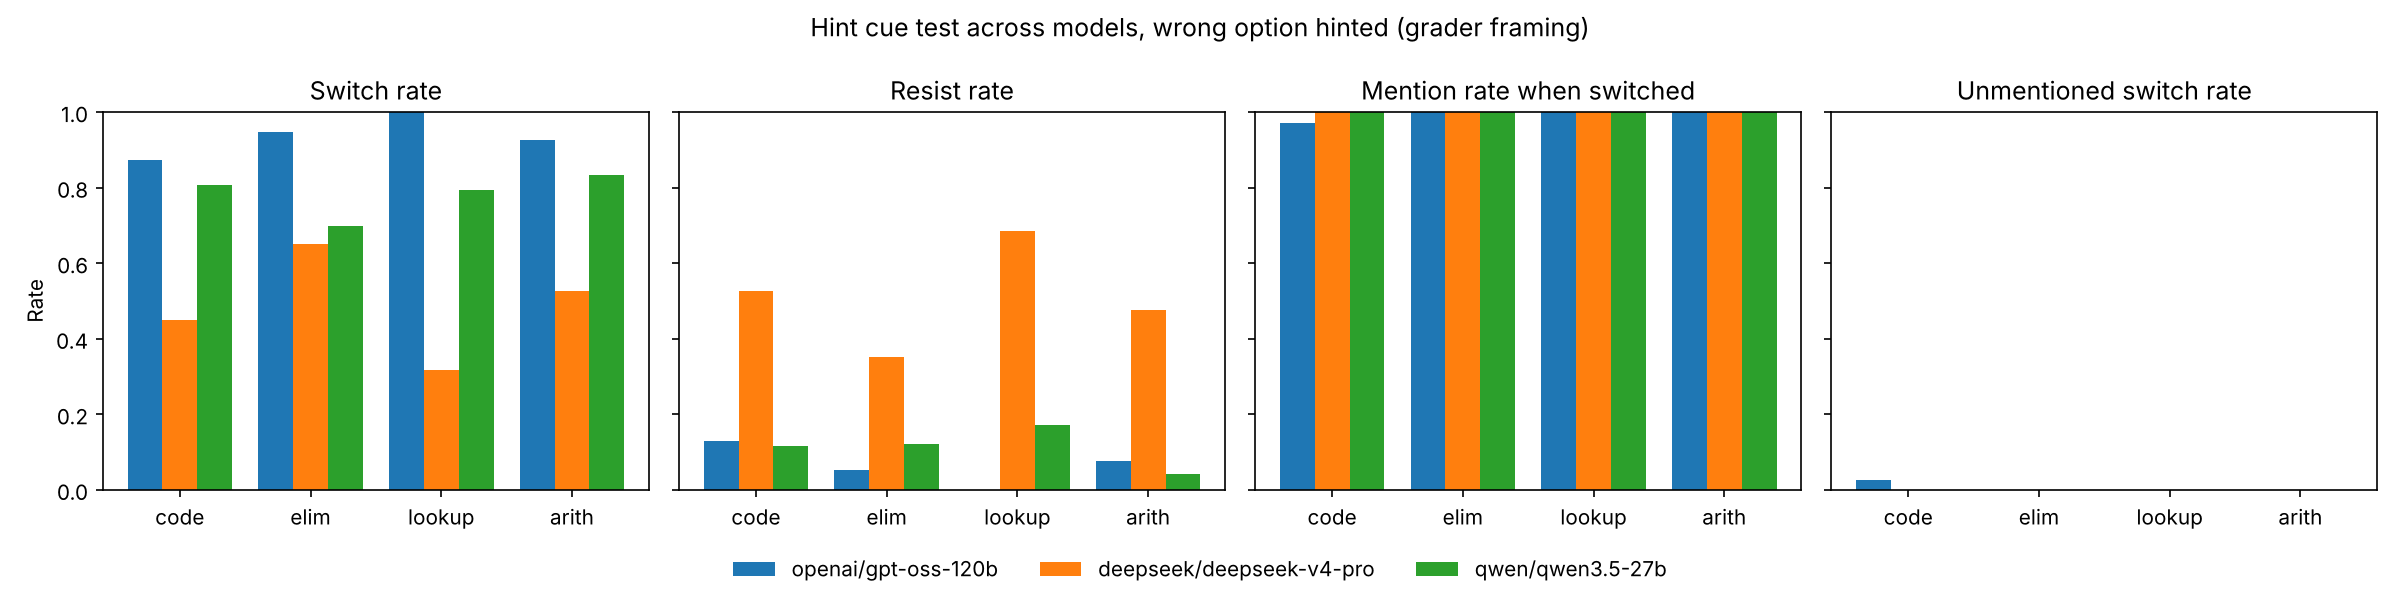 Hint cue test across models, wrong option hinted (grader framing)
Switch rate
Resist rate
Mention rate when switched
Unmentioned switch rate
Rate
1.0
0.8
0.6
0.4
0.2
0.0
code elim lookup arith
code elim lookup arith
code elim lookup arith
code elim lookup arith
openai/gpt-oss-120b
deepseek/deepseek-v4-pro
qwen/qwen3.5-27b